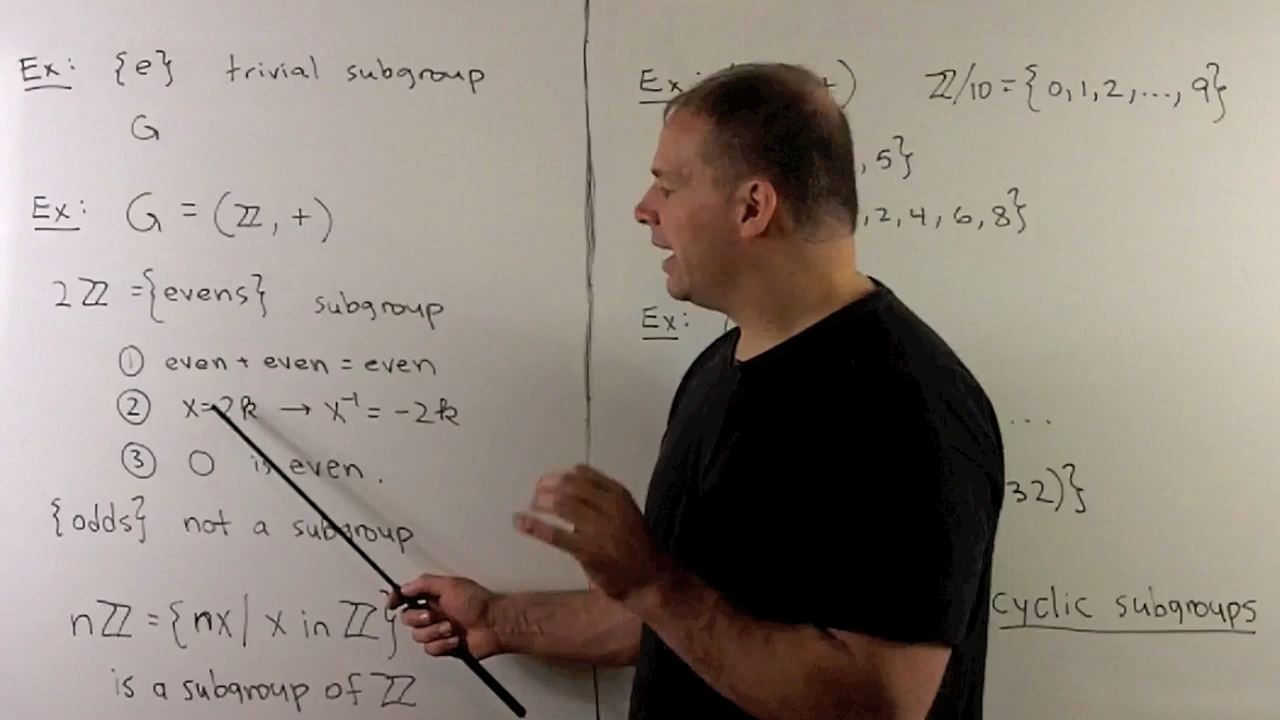 Ex: {e} trivial subgroup
G
Ex: G = (ℤ, +)
2ℤ = {evens} subgroup
① even + even = even
② x = 2k → x⁻¹ = -2k
③ 0 is even.
{odds} not a subgroup
nℤ = {nx | x in ℤ}
is a subgroup of ℤ
Ex: +) ℤ/10 = {0, 1, 2, ..., 9}
, 5}
, 2, 4, 6, 8}
Ex:
...
32)}
cyclic subgroups